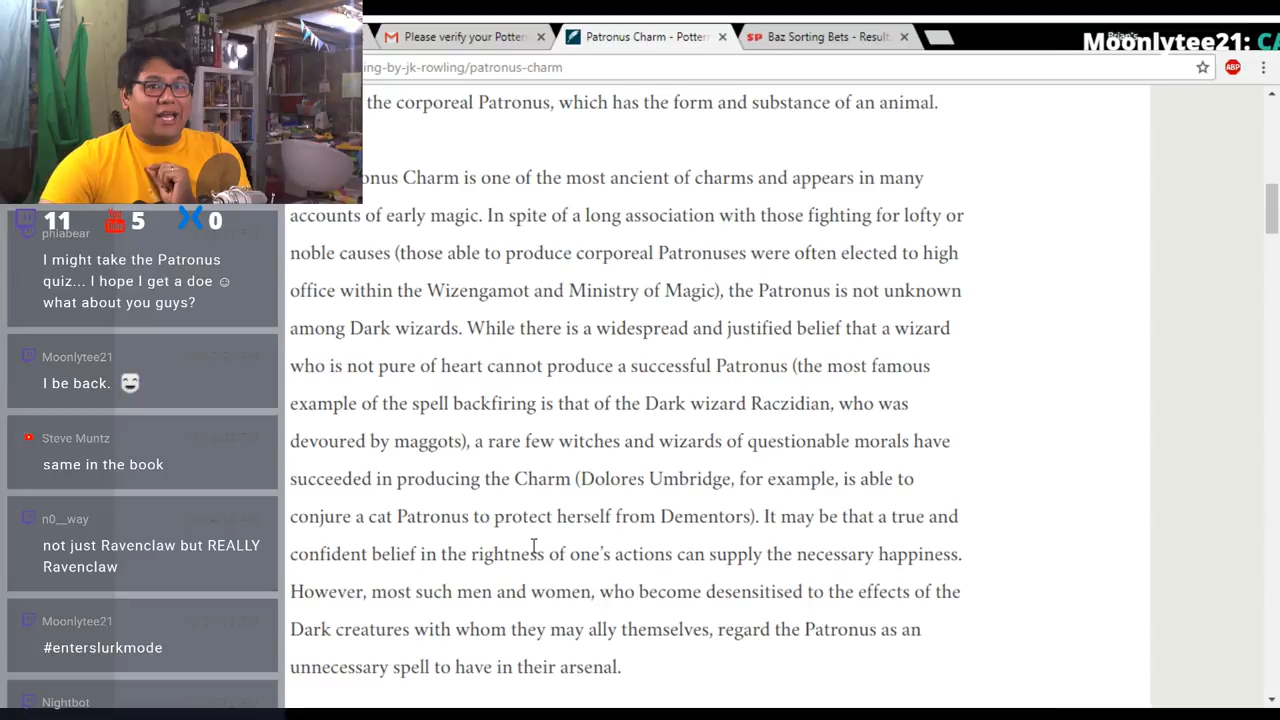 Please verify your Potter
Patronus Charm - Potter
Baz Sorting Bets - Result
Moonlytee21:
ing-by-jk-rowling/patronus-charm
ABP
the corporeal Patronus, which has the form and substance of an animal.
onus Charm is one of the most ancient of charms and appears in many
accounts of early magic. In spite of a long association with those fighting for lofty or
noble causes (those able to produce corporeal Patronuses were often elected to high
office within the Wizengamot and Ministry of Magic), the Patronus is not unknown
among Dark wizards. While there is a widespread and justified belief that a wizard
who is not pure of heart cannot produce a successful Patronus (the most famous
example of the spell backfiring is that of the Dark wizard Raczidian, who was
devoured by maggots), a rare few witches and wizards of questionable morals have
succeeded in producing the Charm (Dolores Umbridge, for example, is able to
conjure a cat Patronus to protect herself from Dementors). It may be that a true and
confident belief in the rightness of one's actions can supply the necessary happiness.
However, most such men and women, who become desensitised to the effects of the
Dark creatures with whom they may ally themselves, regard the Patronus as an
unnecessary spell to have in their arsenal.
11 You Tube 5 0
phiabear
I might take the Patronus
quiz... I hope I get a doe ☺
what about you guys?
Moonlytee21
I be back.
Steve Muntz
same in the book
n0__way
not just Ravenclaw but REALLY
Ravenclaw
Moonlytee21
#enterslurkmode
Nightbot